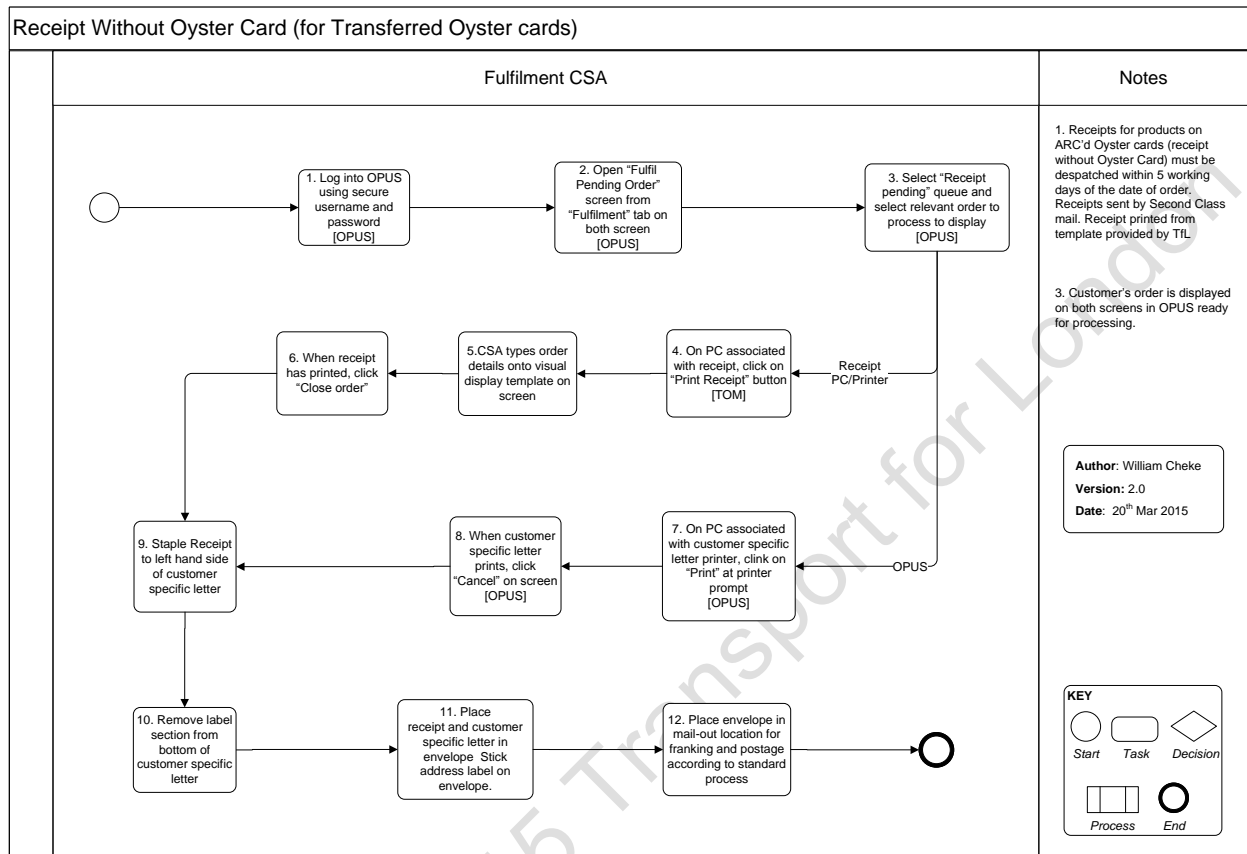 Receipt Without Oyster Card (for Transferred Oyster cards)
Fulfilment CSA
Notes
1. Log into OPUS
using secure
username and
password
[OPUS]
2. Open “Fulfil
Pending Order”
screen from
“Fulfilment” tab on
both screen
[OPUS]
3. Select “Receipt
pending” queue and
select relevant order to
process to display
[OPUS]
1. Receipts for products on
ARC’d Oyster cards (receipt
without Oyster Card) must be
despatched within 5 working
days of the date of order.
Receipts sent by Second Class
mail. Receipt printed from
template provided by TfL
3. Customer’s order is displayed
on both screens in OPUS ready
for processing.
6. When receipt
has printed, click
“Close order”
5.CSA types order
details onto visual
display template on
screen
4. On PC associated
with receipt, click on
“Print Receipt” button
[TOM]
Receipt
PC/Printer
Author: William Cheke
Version: 2.0
Date: 20th Mar 2015
9. Staple Receipt
to left hand side
of customer
specific letter
8. When customer
specific letter
prints, click
“Cancel” on screen
[OPUS]
7. On PC associated
with customer specific
letter printer, clink on
“Print” at printer
prompt
[OPUS]
OPUS
10. Remove label
section from
bottom of
customer specific
letter
11. Place
receipt and customer
specific letter in
envelope Stick
address label on
envelope.
12. Place envelope in
mail-out location for
franking and postage
according to standard
process
KEY
Start
Task
Decision
Process
End
5 Transport for London